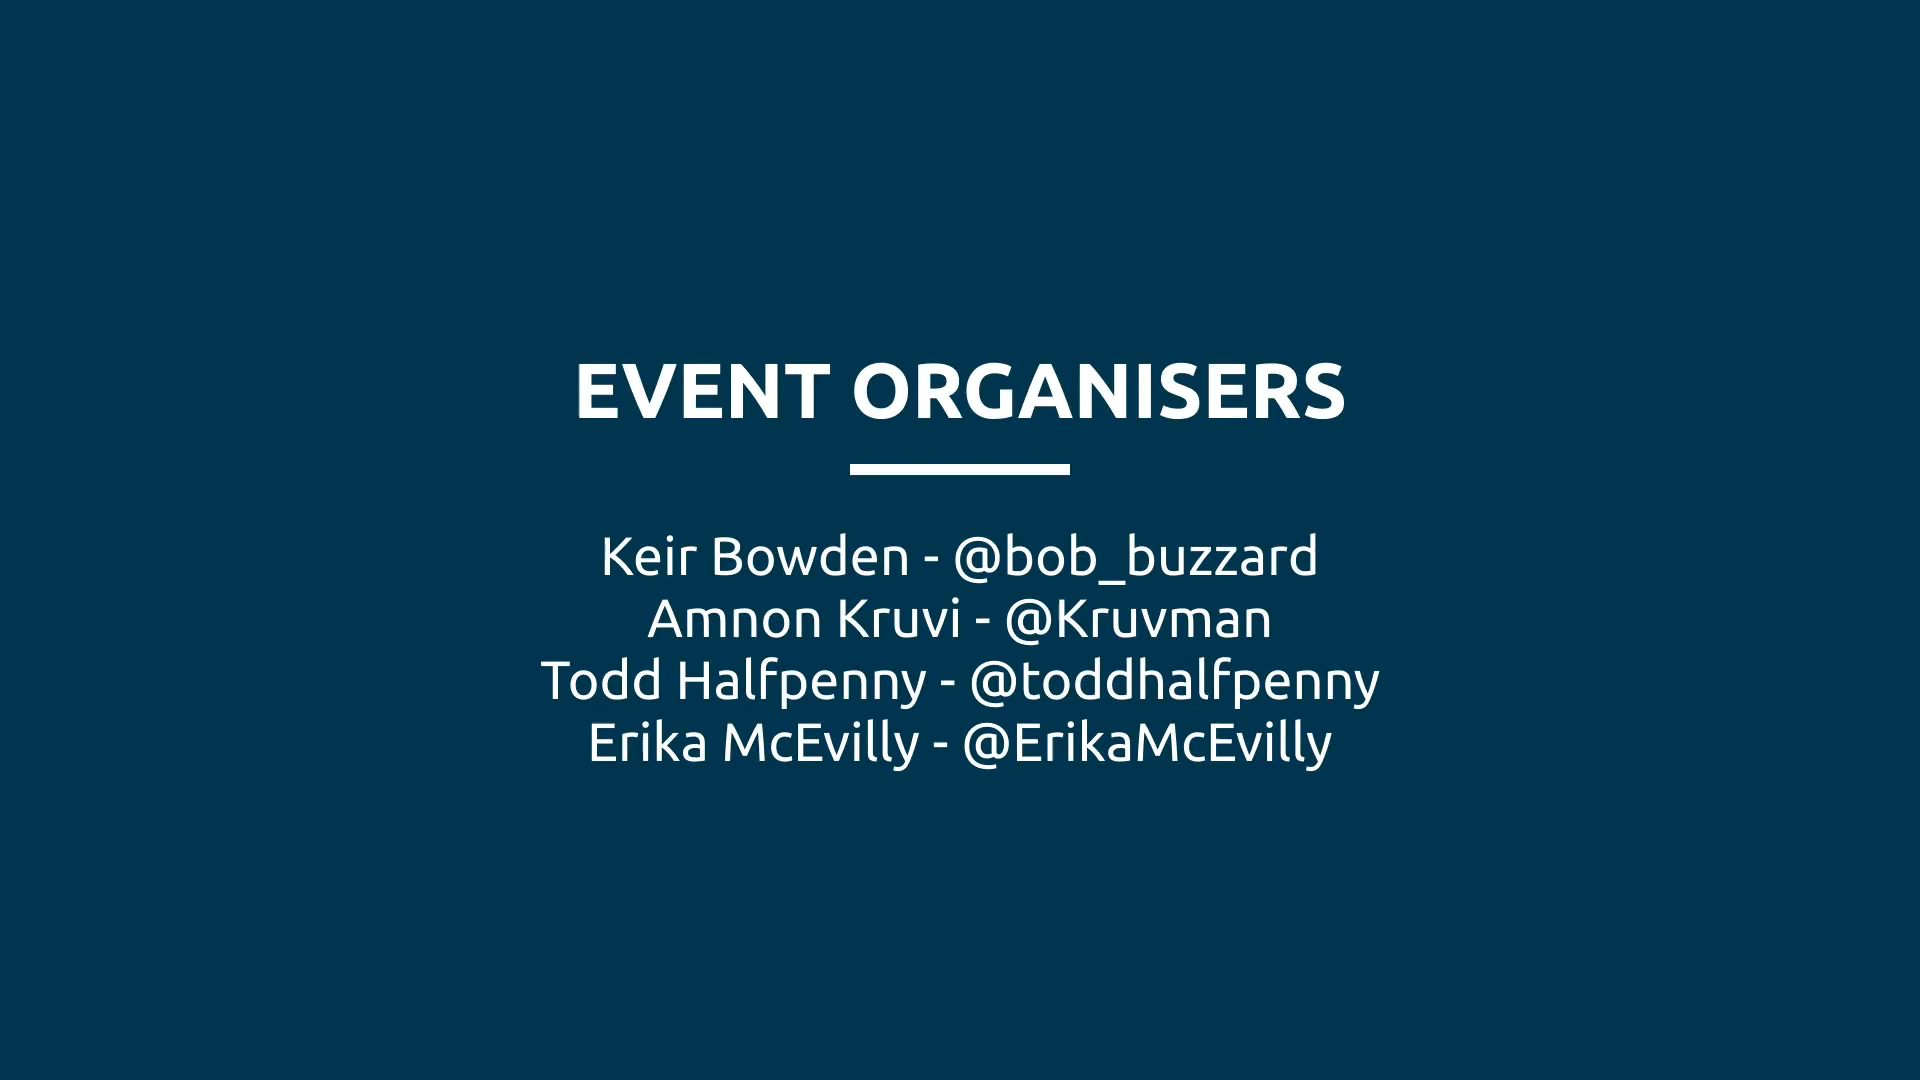 EVENT ORGANISERS
Keir Bowden - @bob_buzzard
Amnon Kruvi - @Kruvman
Todd Halfpenny - @toddhalfpenny
Erika McEvilly - @ErikaMcEvilly